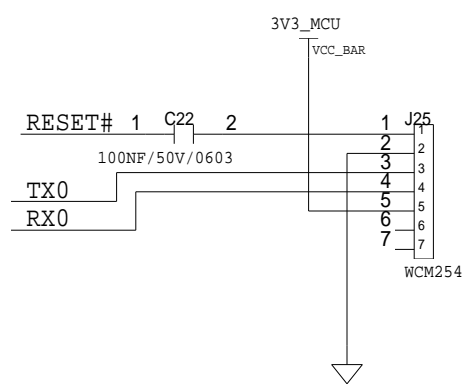 3V3_MCU
VCC_BAR
RESET# 1 C22 2 1 J25 1
100NF/50V/0603
2 2
3 3
TX0 4 4
RX0 5 5
6 6
7 7
WCM254